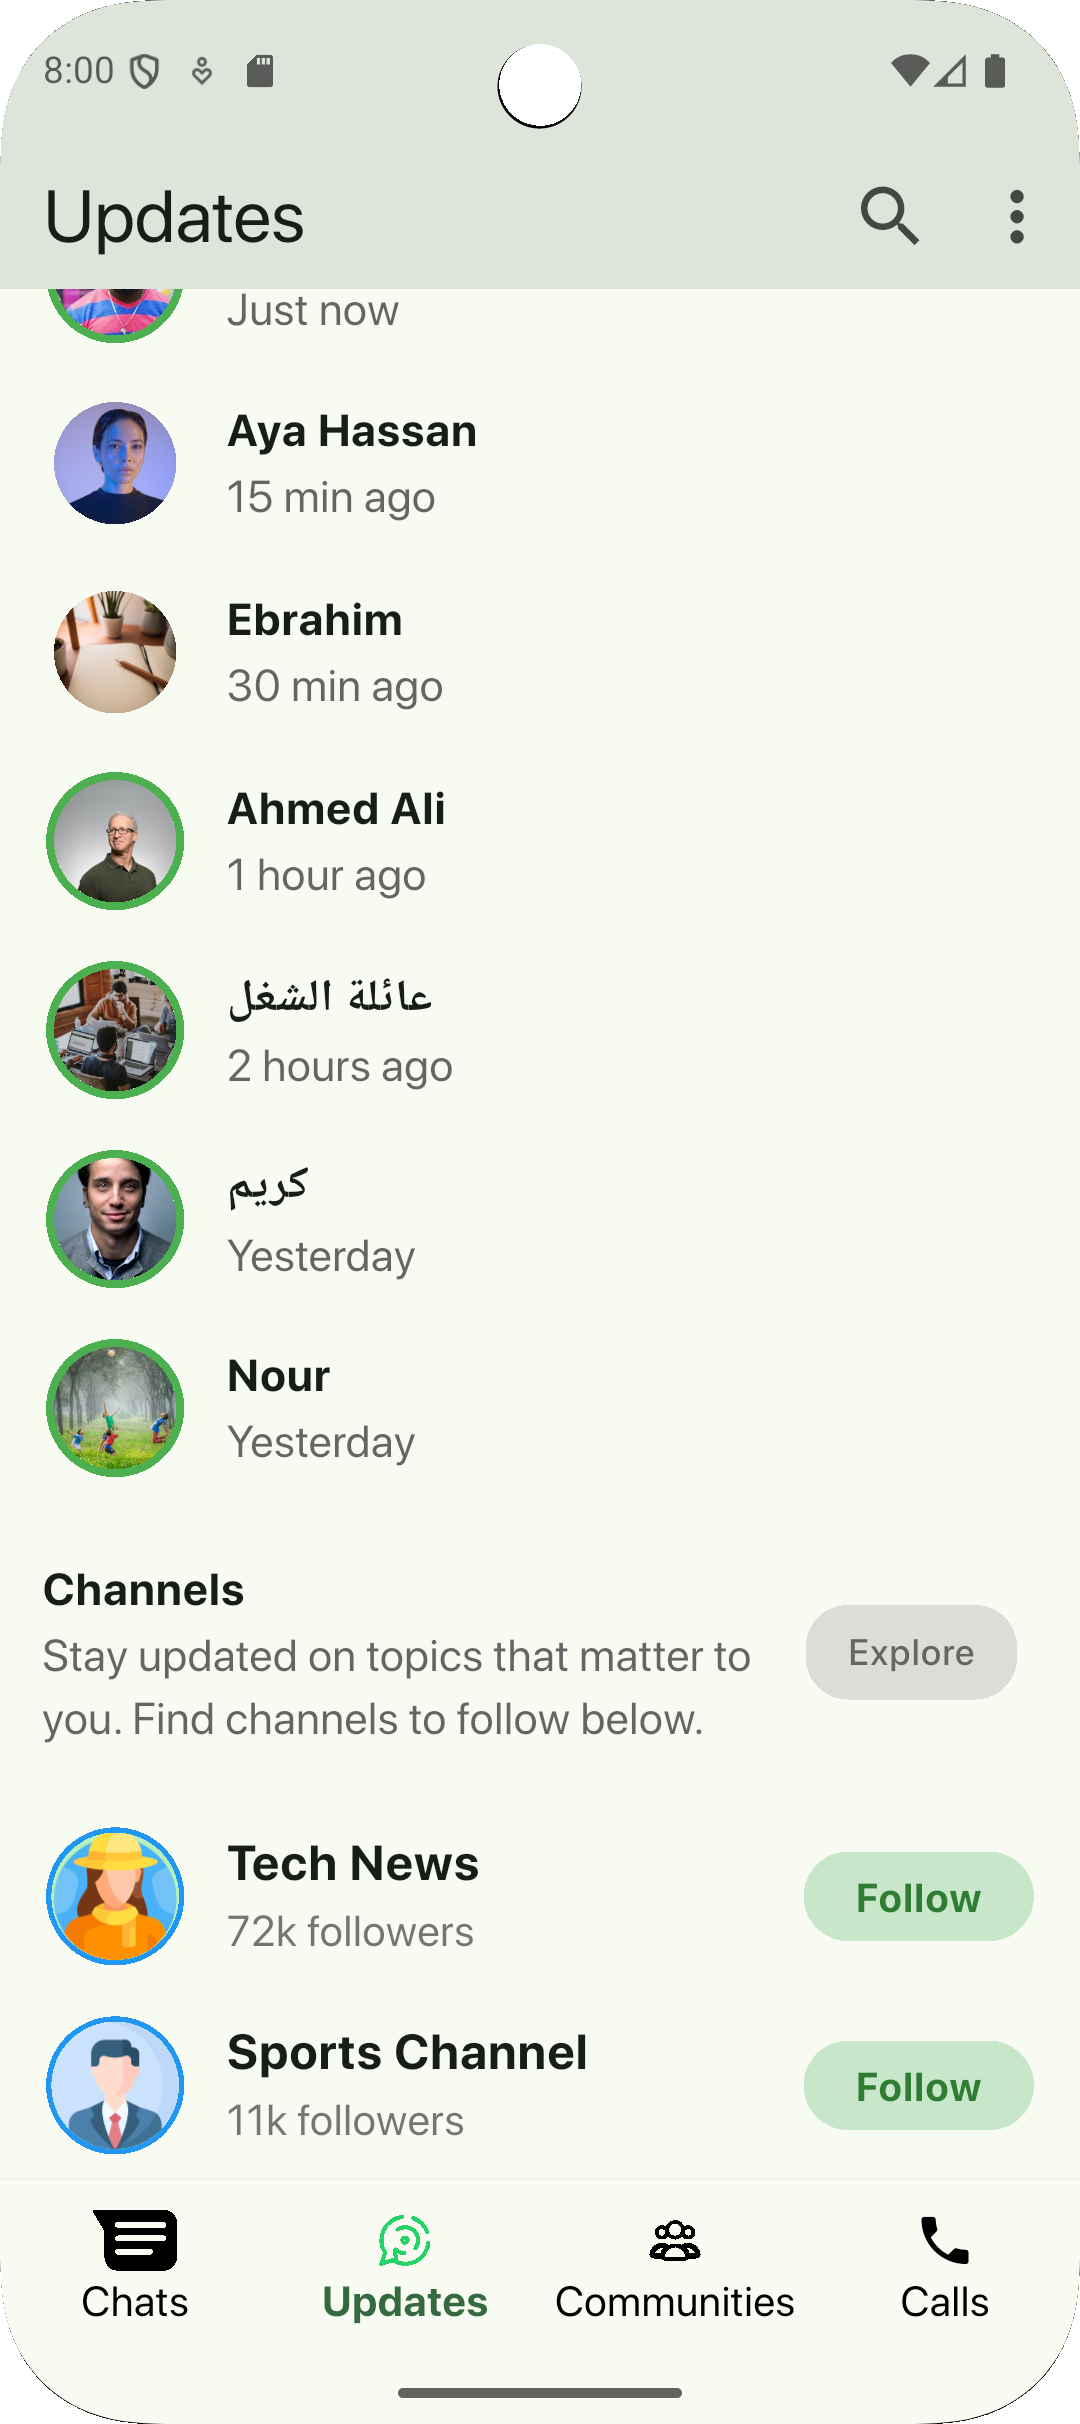 8:00
Updates
Just now
Aya Hassan
15 min ago
Ebrahim
30 min ago
Ahmed Ali
1 hour ago
عائلة الشغل
2 hours ago
كريم
Yesterday
Nour
Yesterday
Channels
Stay updated on topics that matter to
you. Find channels to follow below.
Explore
Tech News
72k followers
Follow
Sports Channel
11k followers
Follow
Chats
Updates
Communities
Calls